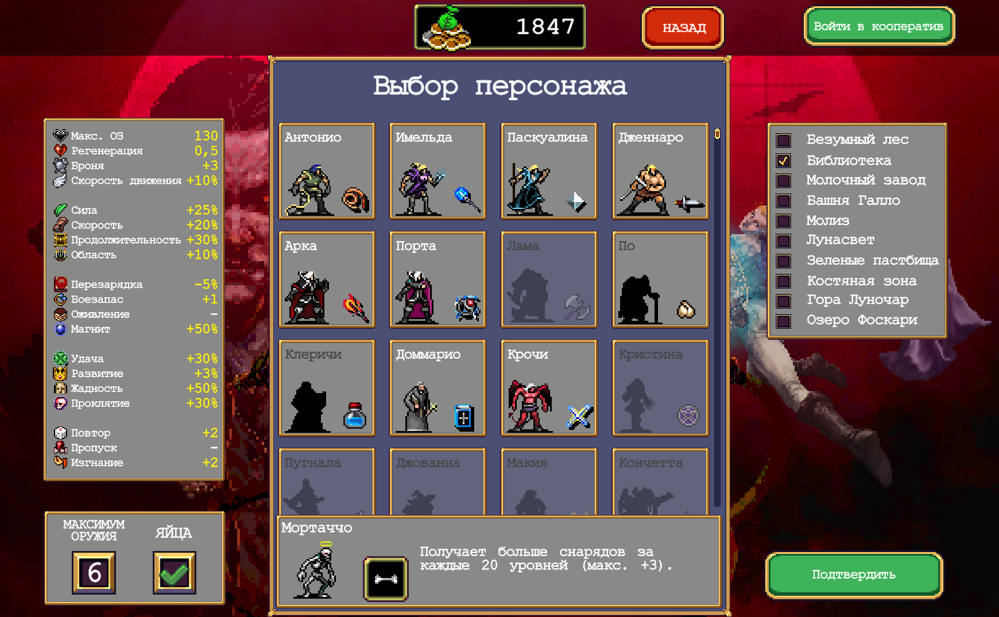 1847
НАЗАД
Войти в кооператив
Выбор персонажа
Макс. ОЗ 130
Регенерация 0,5
Броня +3
Скорость движения +10%
Сила +25%
Скорость +20%
Продолжительность +30%
Область +10%
Перезарядка -5%
Боезапас +1
Оживление -
Магнит +50%
Удача +30%
Развитие +3%
Жадность +50%
Проклятие +30%
Повтор +2
Пропуск -
Изгнание +2
МАКСИМУМ
ОРУЖИЯ
ЯЙЦА
6
Антонио
Имельда
Паскуалина
Дженнаро
Арка
Порта
Лама
По
Клеричи
Доммарио
Крочи
Кристина
Пугнала
Джованна
Макия
Кончетта
Мортаччо
Получает больше снарядов за
каждые 20 уровней (макс. +3).
Безумный лес
Библиотека
Молочный завод
Башня Галло
Молиз
Лунасвет
Зеленые пастбища
Костяная зона
Гора Луночар
Озеро Фоскари
Подтвердить